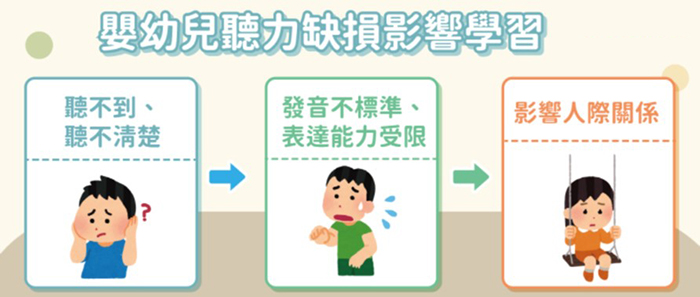 嬰幼兒聽力缺損影響學習
聽不到、
聽不清楚
發音不標準、
表達能力受限
影響人際關係
?